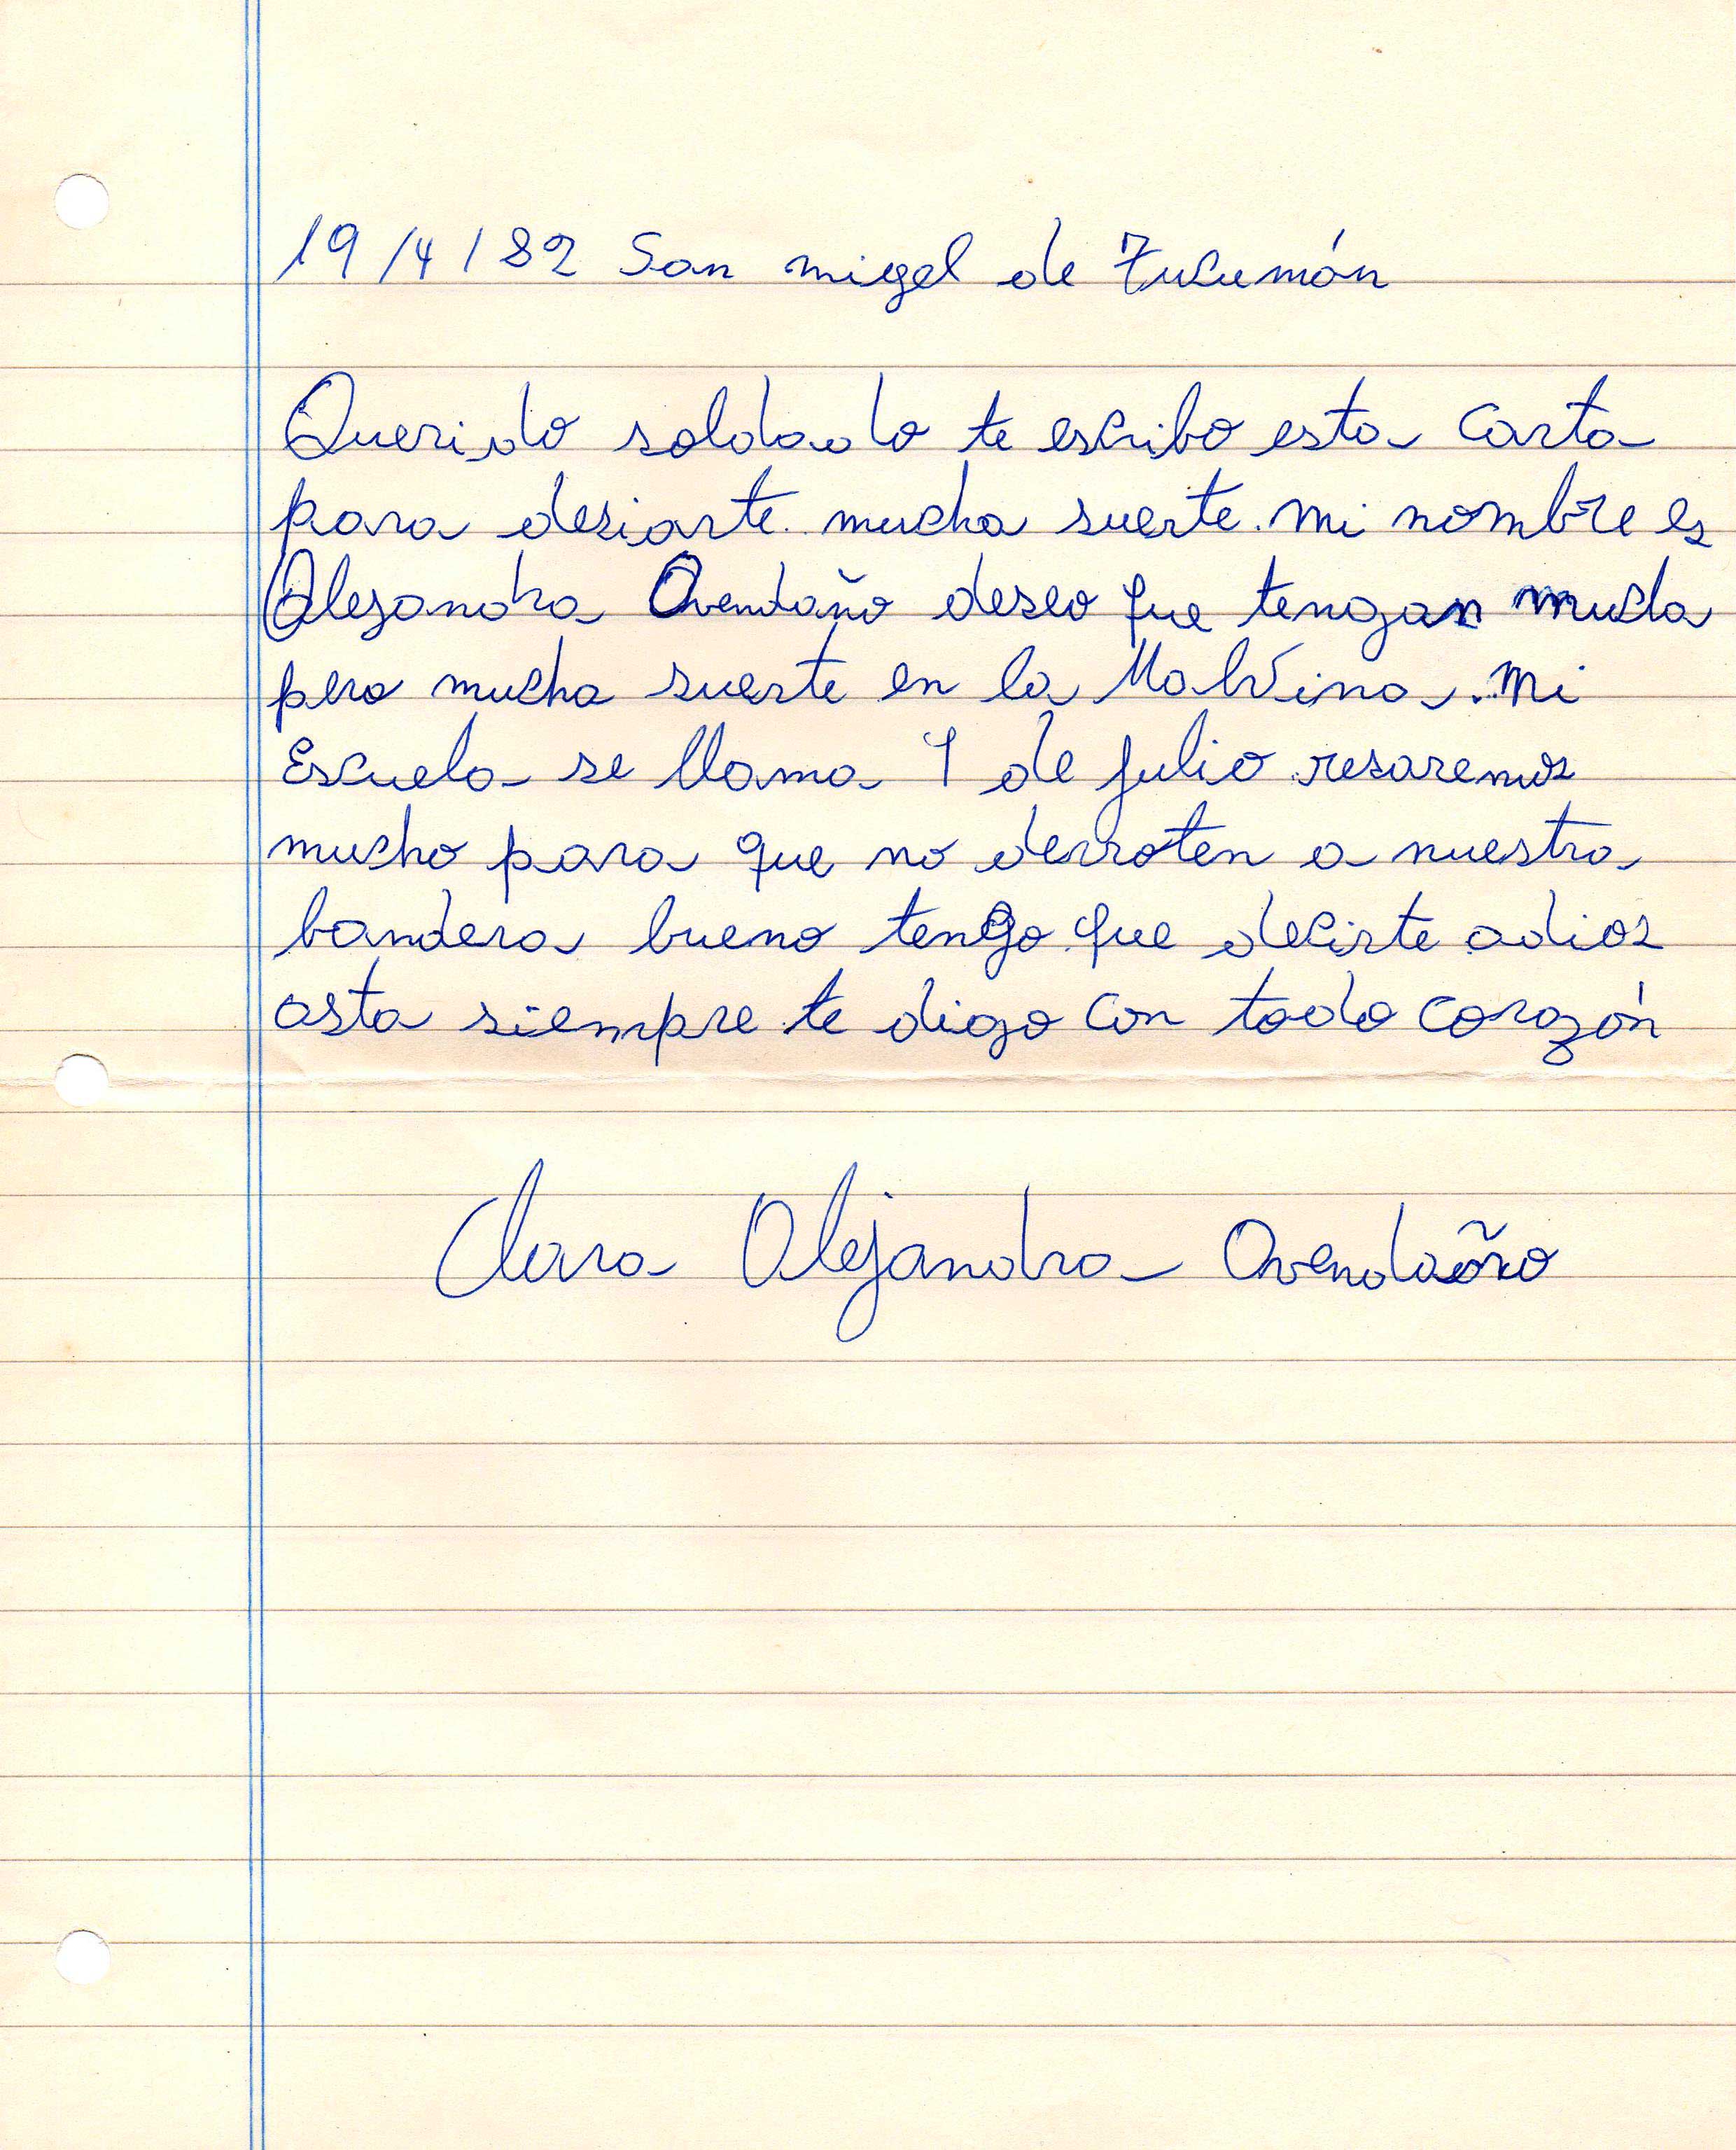 19/4/82 San migel de Tucumán
Querido soldado te escribo esta carta
para desiarte mucha suerte. mi nombre es
Alejandra Avendaño deseo que tengan mucha
pero mucha suerte en la Malvina. mi
Escuela se llama 9 de julio resaremos
mucho para que no derroten a nuestra
bandera bueno tengo que decirte adios
asta siempre te digo con todo corazón
Clara Alejandra Avendaño